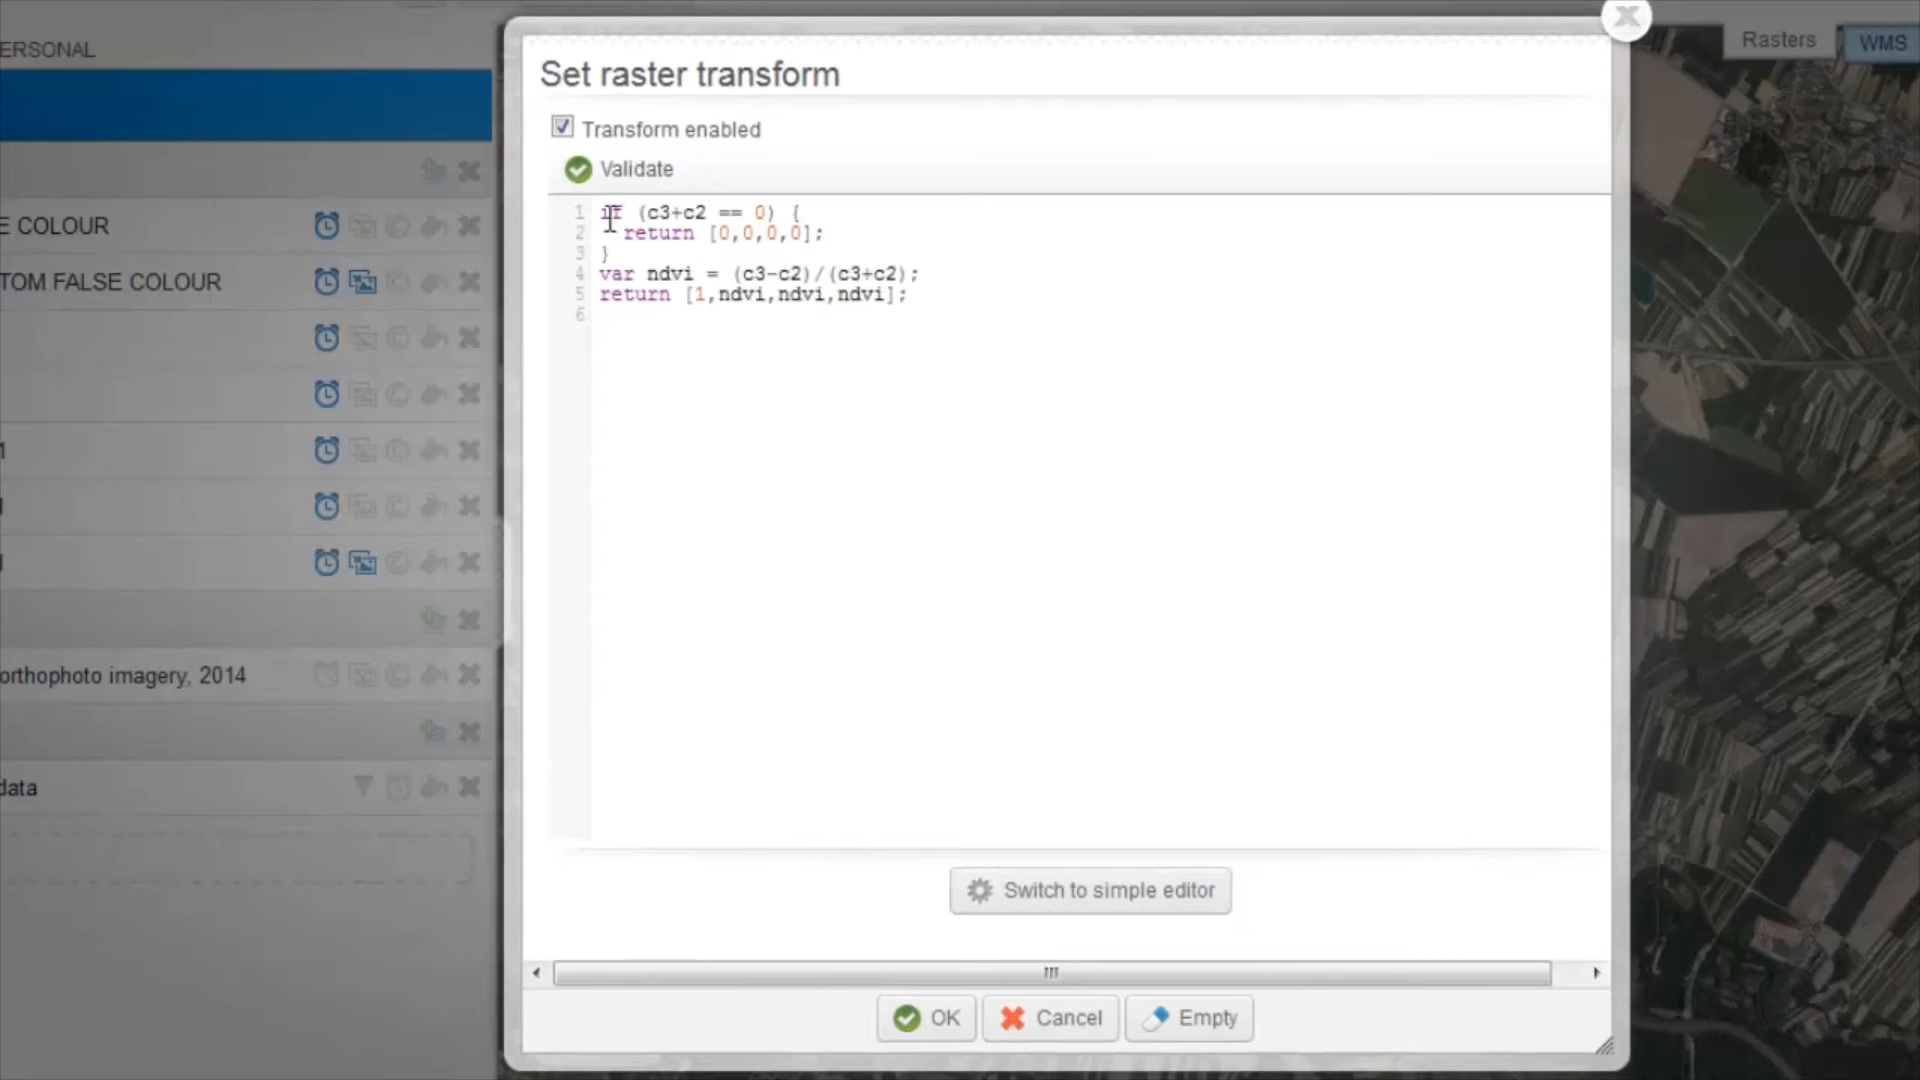 ERSONAL
E COLOUR
TOM FALSE COLOUR
1
orthophoto imagery, 2014
data
Set raster transform
Transform enabled
Validate
1 if (c3+c2 == 0) {
2 return [0,0,0,0];
3 }
4 var ndvi = (c3-c2)/(c3+c2);
5 return [1,ndvi,ndvi,ndvi];
6
Switch to simple editor
OK
Cancel
Empty
Rasters
WMS